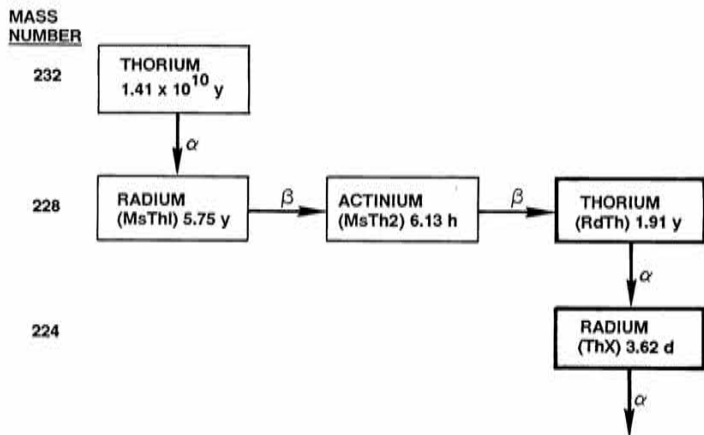 MASS
NUMBER
232
THORIUM
1.41 x 10^10 y
α
228
RADIUM
(MsThI) 5.75 y
β
ACTINIUM
(MsTh2) 6.13 h
β
THORIUM
(RdTh) 1.91 y
α
224
RADIUM
(ThX) 3.62 d
α